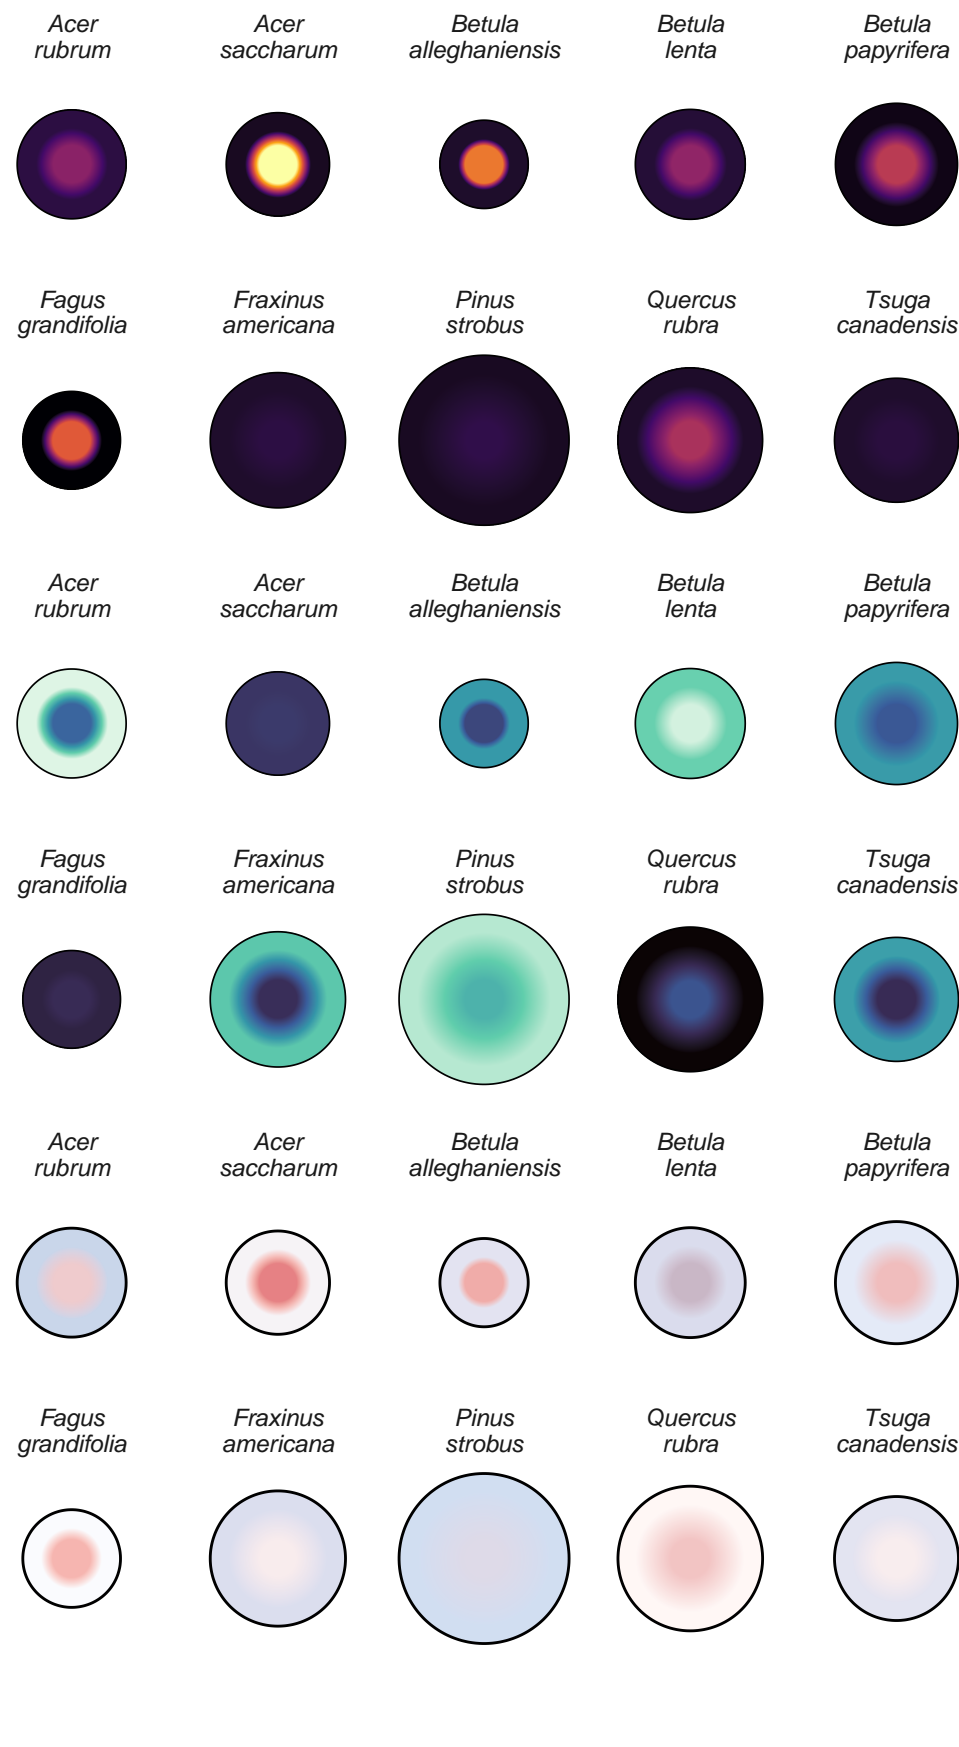 Acer
rubrum
Acer
saccharum
Betula
alleghaniensis
Betula
lenta
Betula
papyrifera
Fagus
grandifolia
Fraxinus
americana
Pinus
strobus
Quercus
rubra
Tsuga
canadensis
Acer
rubrum
Acer
saccharum
Betula
alleghaniensis
Betula
lenta
Betula
papyrifera
Fagus
grandifolia
Fraxinus
americana
Pinus
strobus
Quercus
rubra
Tsuga
canadensis
Acer
rubrum
Acer
saccharum
Betula
alleghaniensis
Betula
lenta
Betula
papyrifera
Fagus
grandifolia
Fraxinus
americana
Pinus
strobus
Quercus
rubra
Tsuga
canadensis